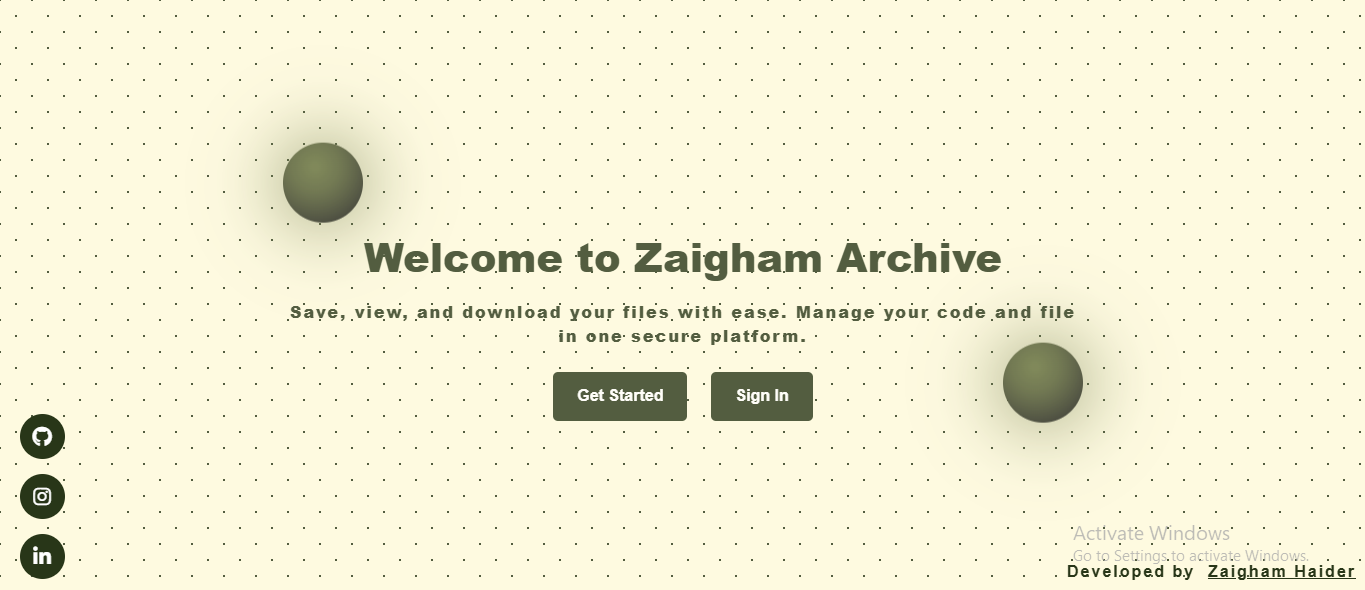 Welcome to Zaigham Archive
Save, view, and download your files with ease. Manage your code and file
in one secure platform.
Get Started
Sign In
Activate Windows
Go to Settings to activate Windows.
Developed by Zaigham Haider